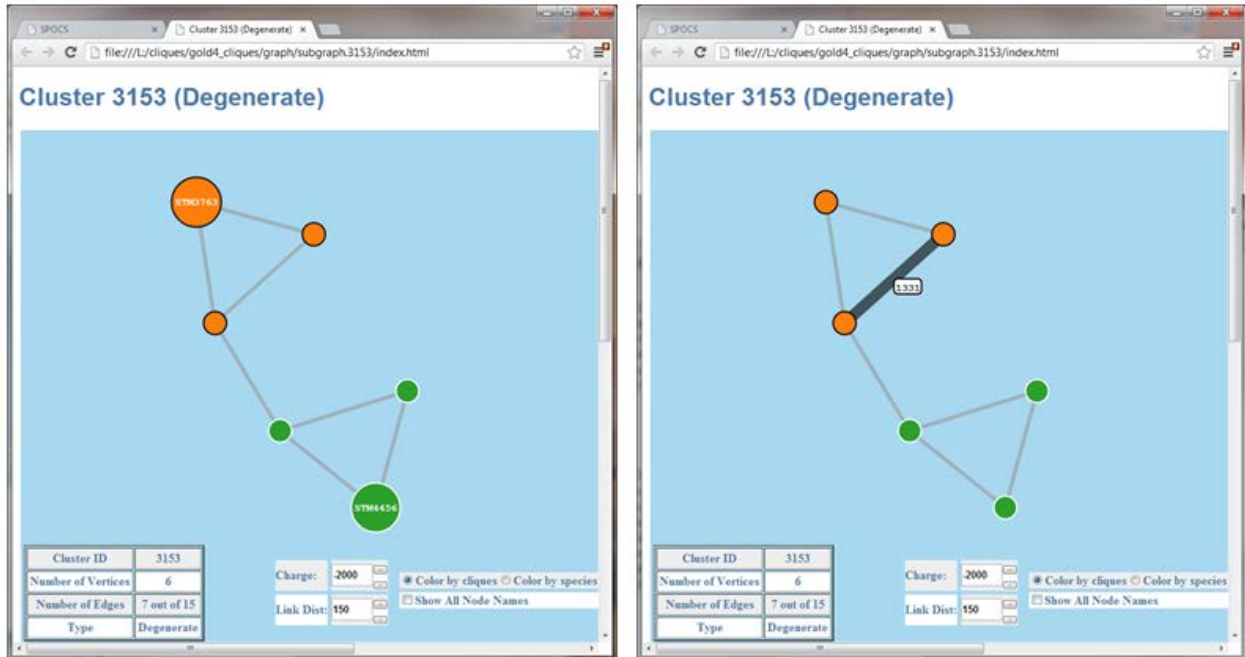 SPOCS
Cluster 3153 (Degenerate)
file:///L:/cliques/gold4_cliques/graph/subgraph.3153/index.html
Cluster 3153 (Degenerate)
STM3763
STM4456
Cluster ID 3153
Number of Vertices 6
Number of Edges 7 out of 15
Type Degenerate
Charge: -2000
Link Dist: 150
Color by cliques Color by species
Show All Node Names
SPOCS
Cluster 3153 (Degenerate)
file:///L:/cliques/gold4_cliques/graph/subgraph.3153/index.html
Cluster 3153 (Degenerate)
1331
Cluster ID 3153
Number of Vertices 6
Number of Edges 7 out of 15
Type Degenerate
Charge: -2000
Link Dist: 150
Color by cliques Color by species
Show All Node Names